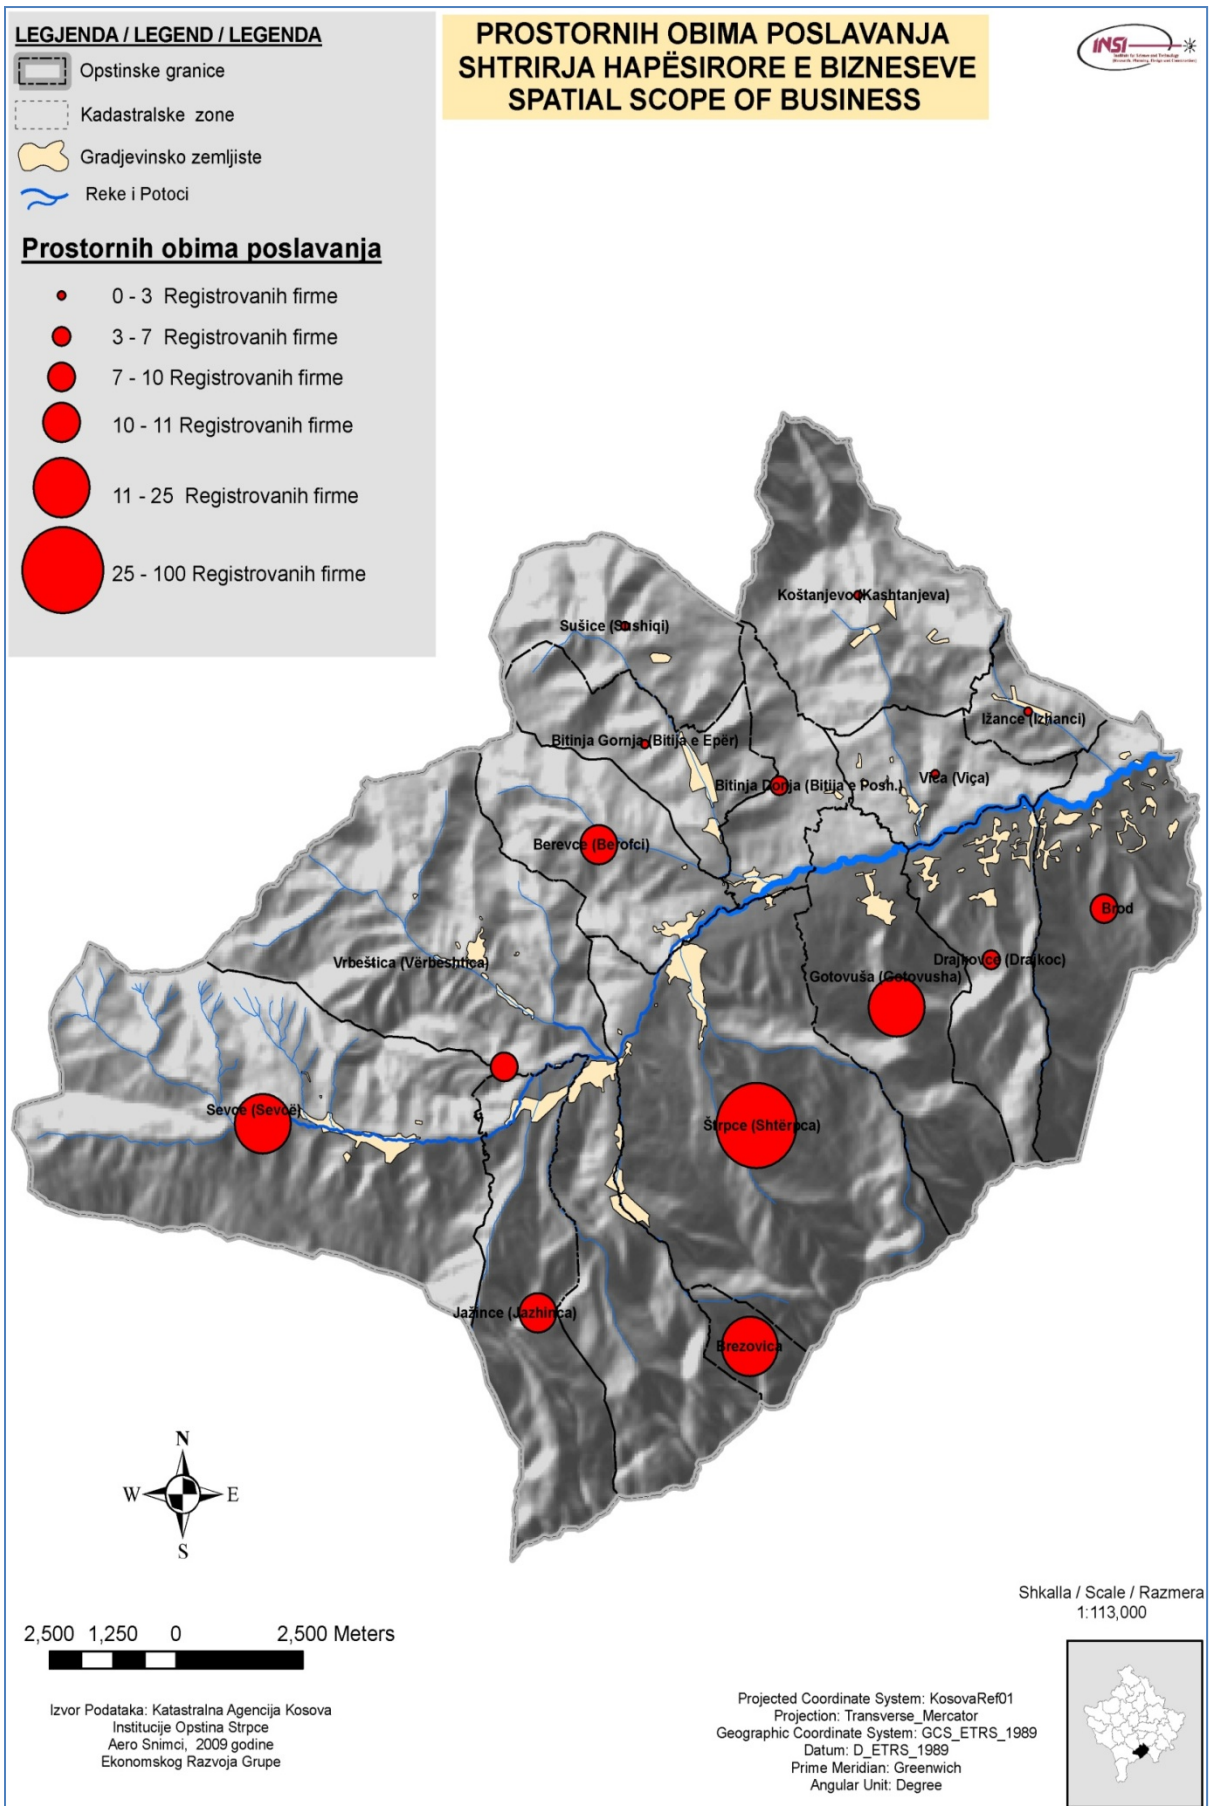 LEGJENDA / LEGEND / LEGENDA
Opstinske granice
Kadastralske zone
Gradjevinsko zemljiste
Reke i Potoci
Prostornih obima poslavanja
0 - 3 Registrovanih firme
3 - 7 Registrovanih firme
7 - 10 Registrovanih firme
10 - 11 Registrovanih firme
11 - 25 Registrovanih firme
25 - 100 Registrovanih firme
PROSTORNIH OBIMA POSLAVANJA
SHTRIRJA HAPËSIRORE E BIZNESEVE
SPATIAL SCOPE OF BUSINESS
INSI
Institute for Science and Technology
Koštanjevo (Kashtanjeva)
Sušice (Sushiqi)
Ižance (Izhanci)
Bitinja Gornja (Bitija e Epër)
Viča (Viça)
Bitinja Donja (Bitija e Posh.)
Berevce (Berofci)
Brod
Vrbeštica (Vërbeshtica)
Drajkovce (Drajkoc)
Gotovuša (Gotovusha)
Sevce (Sevcë)
Štrpce (Shtërpca)
Jažince (Jazhinca)
Brezovica
N
W
E
S
2,500 1,250 0 2,500 Meters
Izvor Podataka: Katastralna Agencija Kosova
Institucije Opstina Strpce
Aero Snimci, 2009 godine
Ekonomskog Razvoja Grupe
Shkalla / Scale / Razmera
1:113,000
Projected Coordinate System: KosovaRef01
Projection: Transverse_Mercator
Geographic Coordinate System: GCS_ETRS_1989
Datum: D_ETRS_1989
Prime Meridian: Greenwich
Angular Unit: Degree